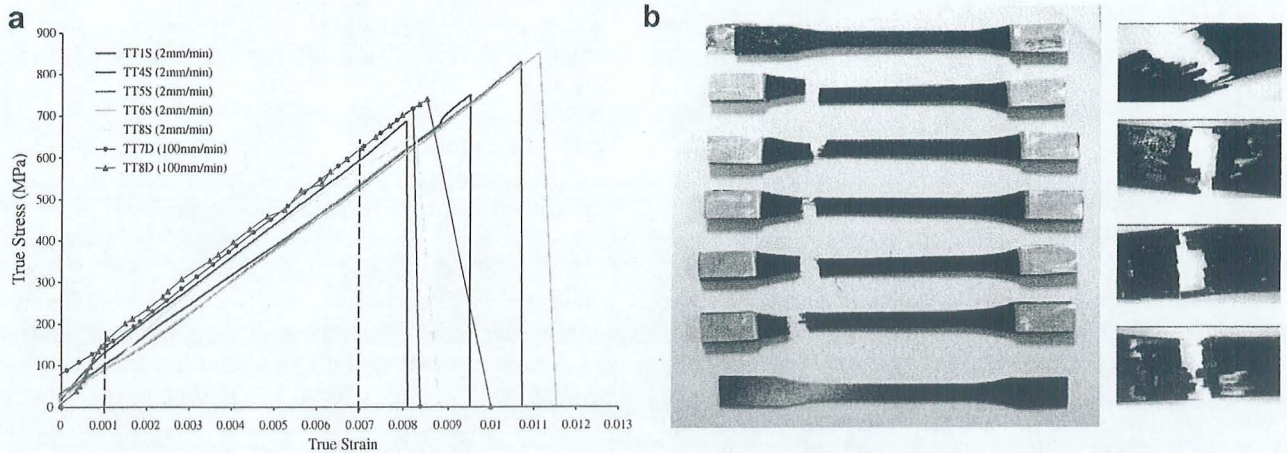 a
900
800
700
600
500
400
300
200
100
0
True Stress (MPa)
TT1S (2mm/min)
TT4S (2mm/min)
TT5S (2mm/min)
TT6S (2mm/min)
TT8S (2mm/min)
TT7D (100mm/min)
TT8D (100mm/min)
0 0.001 0.002 0.003 0.004 0.005 0.006 0.007 0.008 0.009 0.01 0.011 0.012 0.013
True Strain
b